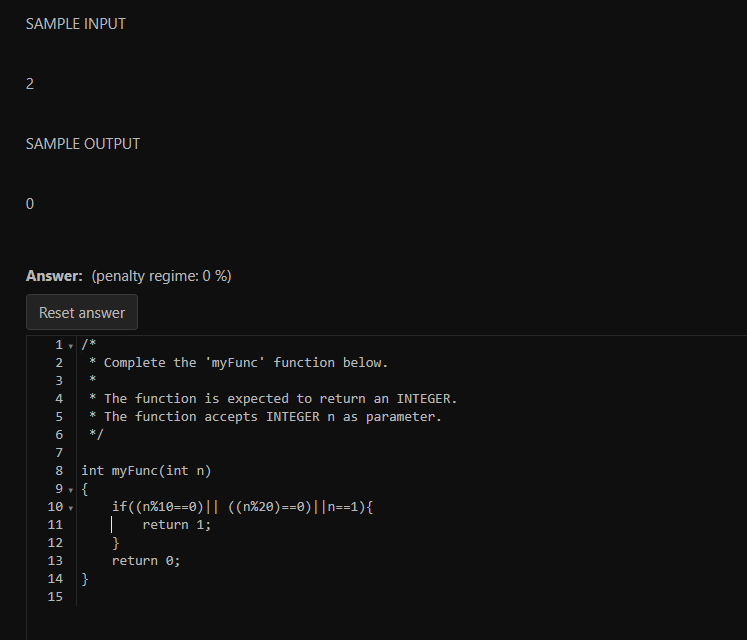 SAMPLE INPUT
2
SAMPLE OUTPUT
0
Answer: (penalty regime: 0 %)
Reset answer
1 /*
2  * Complete the 'myFunc' function below.
3  *
4  * The function is expected to return an INTEGER.
5  * The function accepts INTEGER n as parameter.
6  */
7
8 int myFunc(int n)
9 {
10     if((n%10==0)|| ((n%20)==0)||n==1){
11         return 1;
12     }
13     return 0;
14 }
15